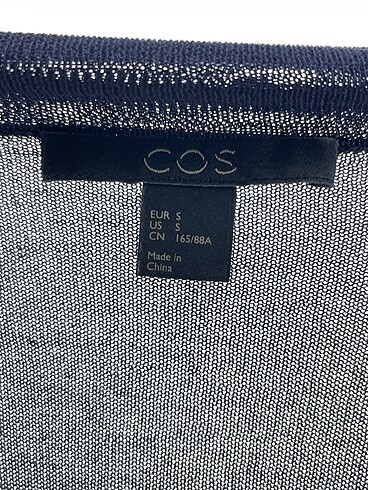 COS
EUR S
US S
CN 165/88A
Made in
China